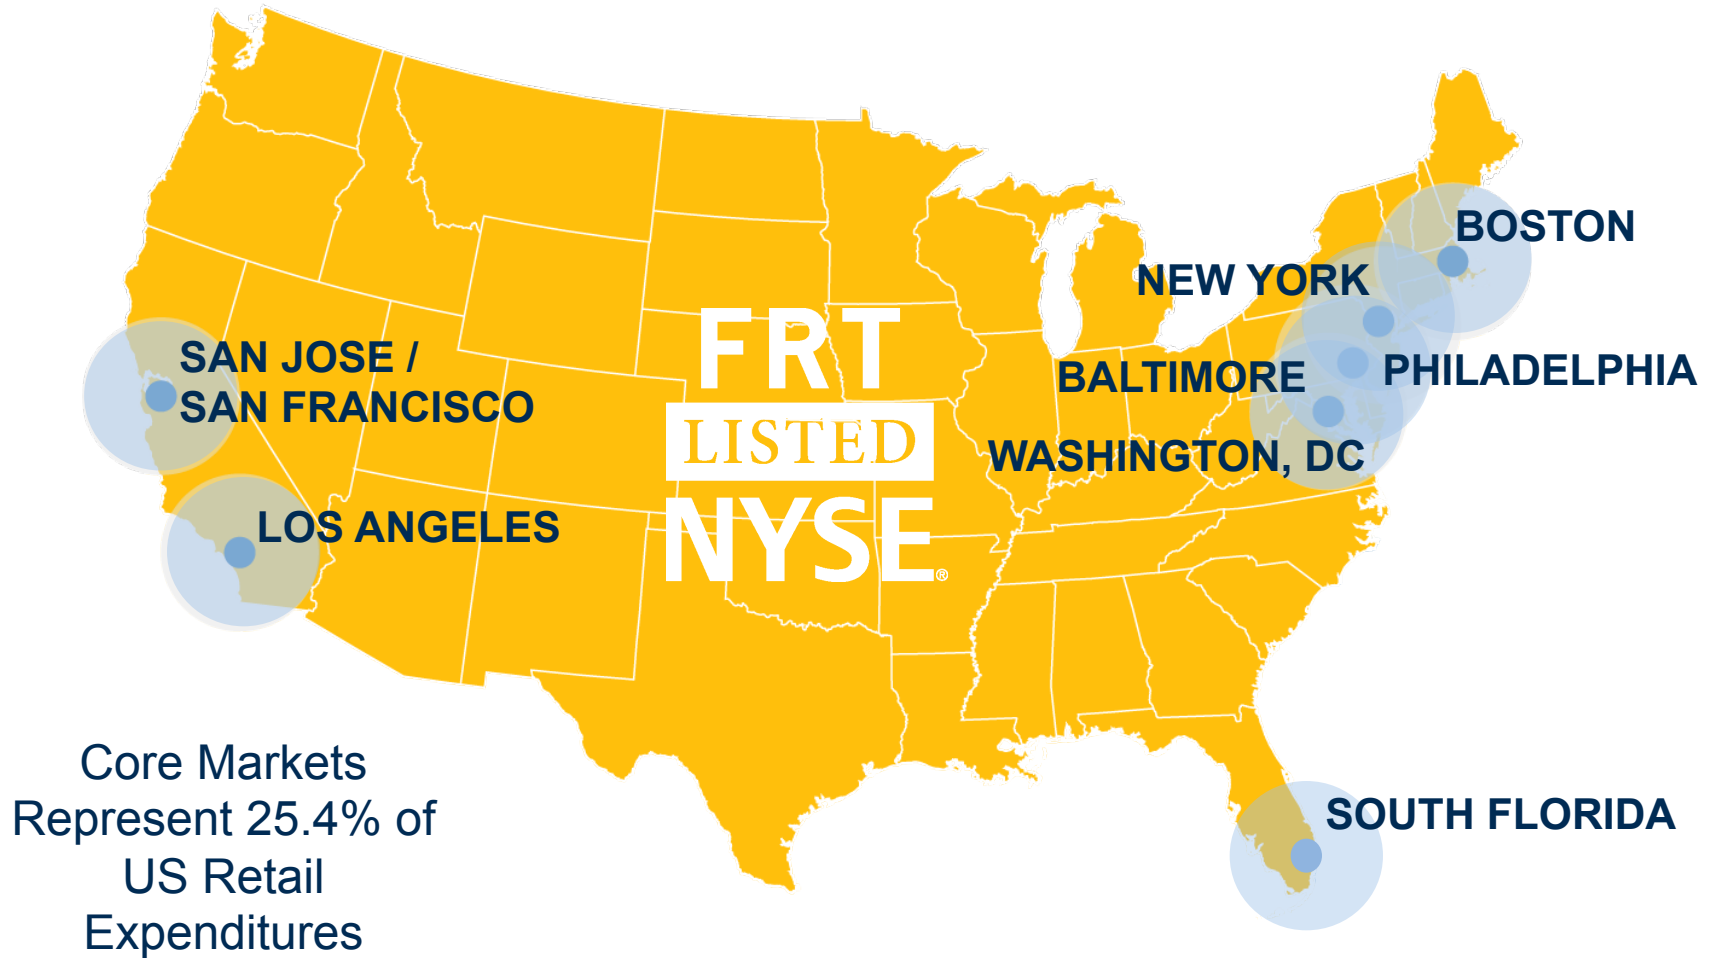 BOSTON
NEW YORK
SAN JOSE /
SAN FRANCISCO
FRT
LISTED
NYSE®
BALTIMORE
PHILADELPHIA
WASHINGTON, DC
LOS ANGELES
Core Markets
Represent 25.4% of
US Retail
Expenditures
SOUTH FLORIDA